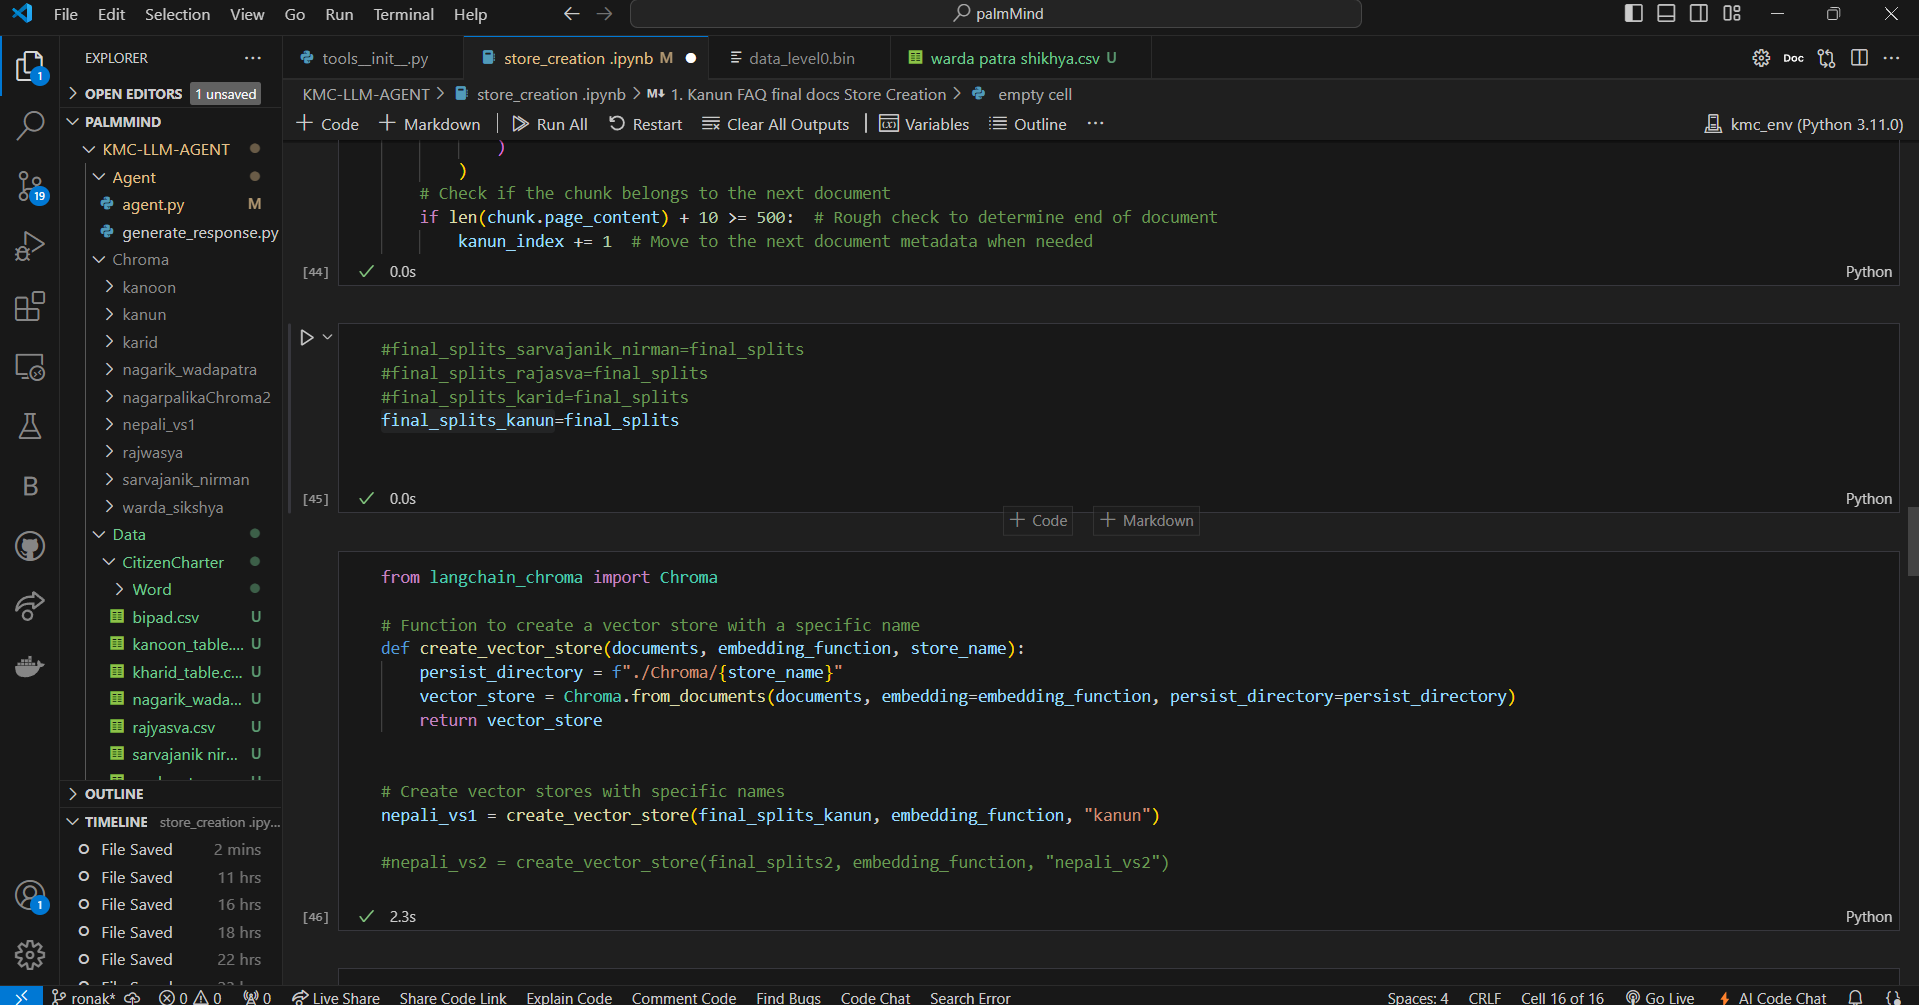 File Edit Selection View Go Run Terminal Help
palmMind
EXPLORER
OPEN EDITORS 1 unsaved
PALMMIND
KMC-LLM-AGENT
Agent
agent.py M
generate_response.py
Chroma
kanoon
kanun
karid
nagarik_wadapatra
nagarpalikaChroma2
nepali_vs1
rajwasya
sarvajanik_nirman
warda_sikshya
Data
CitizenCharter
Word
bipad.csv U
kanoon_table.... U
kharid_table.c... U
nagarik_wada... U
rajyasva.csv U
sarvajanik nir... U
OUTLINE
TIMELINE store_creation .ipy...
File Saved 2 mins
File Saved 11 hrs
File Saved 16 hrs
File Saved 18 hrs
File Saved 22 hrs
1
19
B
1
tools__init__.py
store_creation .ipynb M
data_level0.bin
warda patra shikhya.csv U
Doc
KMC-LLM-AGENT > store_creation .ipynb > M↓ 1. Kanun FAQ final docs Store Creation > empty cell
+ Code + Markdown Run All Restart Clear All Outputs Variables Outline ...
kmc_env (Python 3.11.0)
)
)
# Check if the chunk belongs to the next document
if len(chunk.page_content) + 10 >= 500:  # Rough check to determine end of document
kanun_index += 1  # Move to the next document metadata when needed
[44] 0.0s Python
#final_splits_sarvajanik_nirman=final_splits
#final_splits_rajasva=final_splits
#final_splits_karid=final_splits
final_splits_kanun=final_splits
[45] 0.0s Python
+ Code + Markdown
from langchain_chroma import Chroma
# Function to create a vector store with a specific name
def create_vector_store(documents, embedding_function, store_name):
persist_directory = f"./Chroma/{store_name}"
vector_store = Chroma.from_documents(documents, embedding=embedding_function, persist_directory=persist_directory)
return vector_store
# Create vector stores with specific names
nepali_vs1 = create_vector_store(final_splits_kanun, embedding_function, "kanun")
#nepali_vs2 = create_vector_store(final_splits2, embedding_function, "nepali_vs2")
[46] 2.3s Python
ronak* 0 0 0 Live Share Share Code Link Explain Code Comment Code Find Bugs Code Chat Search Error
Spaces: 4 CRLF Cell 16 of 16 Go Live AI Code Chat